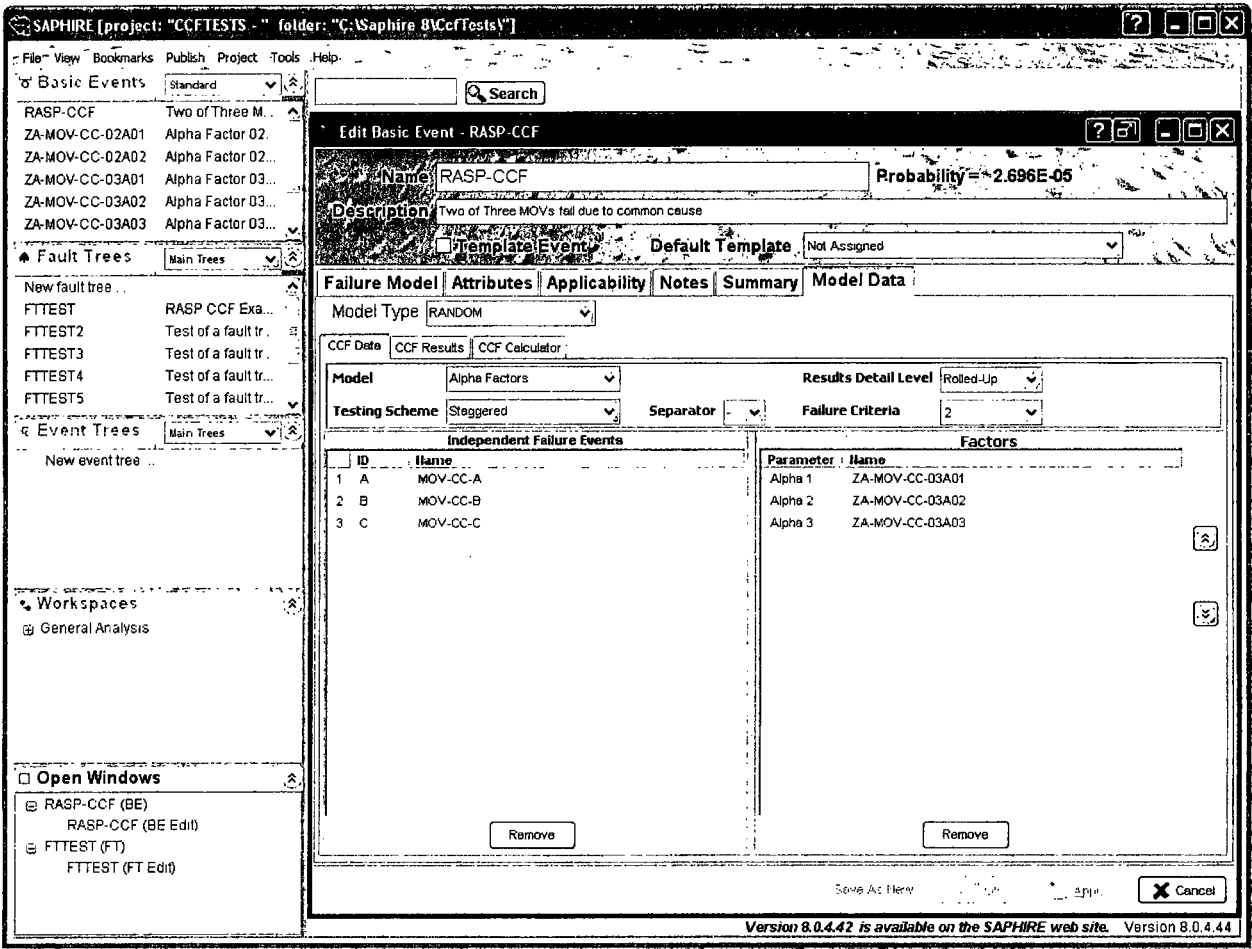 SAPHIRE [project: "CCFTESTS - " folder: "C:\Saphire 8\CcfTests\"]
File View Bookmarks Publish Project Tools Help
Basic Events Standard
RASP-CCF Two of Three M..
ZA-MOV-CC-02A01 Alpha Factor 02.
ZA-MOV-CC-02A02 Alpha Factor 02...
ZA-MOV-CC-03A01 Alpha Factor 03...
ZA-MOV-CC-03A02 Alpha Factor 03...
ZA-MOV-CC-03A03 Alpha Factor 03...
Fault Trees Main Trees
New fault tree ..
FTTEST RASP CCF Exa...
FTTEST2 Test of a fault tr.
FTTEST3 Test of a fault tr.
FTTEST4 Test of a fault tr...
FTTEST5 Test of a fault tr...
Event Trees Main Trees
New event tree ..
Workspaces
General Analysis
Open Windows
RASP-CCF (BE)
RASP-CCF (BE Edit)
FTTEST (FT)
FTTEST (FT Edit)
Search
Edit Basic Event - RASP-CCF
Name RASP-CCF Probability = 2.696E-05
Description Two of Three MOVs fail due to common cause
Template Event Default Template Not Assigned
Failure Model Attributes Applicability Notes Summary Model Data
Model Type RANDOM
CCF Data CCF Results CCF Calculator
Model Alpha Factors Results Detail Level Rolled-Up
Testing Scheme Staggered Separator - Failure Criteria 2
Independent Failure Events
ID Name
1 A MOV-CC-A
2 B MOV-CC-B
3 C MOV-CC-C
Remove
Factors
Parameter Name
Alpha 1 ZA-MOV-CC-03A01
Alpha 2 ZA-MOV-CC-03A02
Alpha 3 ZA-MOV-CC-03A03
Remove
Save As New Cancel
Version 8.0.4.42 is available on the SAPHIRE web site. Version 8.0.4.44